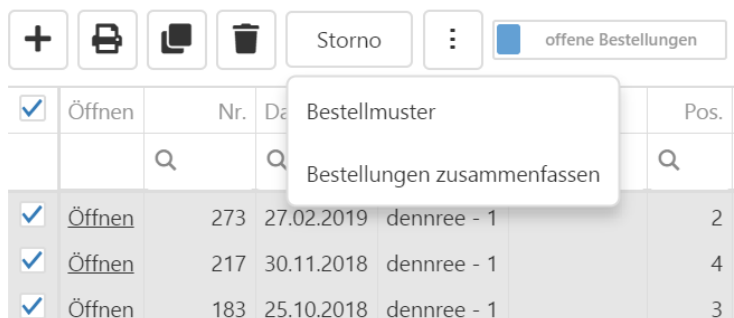 Storno offene Bestellungen
Öffnen Nr. Da Pos.
Bestellmuster
Bestellungen zusammenfassen
Öffnen 273 27.02.2019 dennree - 1 2
Öffnen 217 30.11.2018 dennree - 1 4
Öffnen 183 25.10.2018 dennree - 1 3